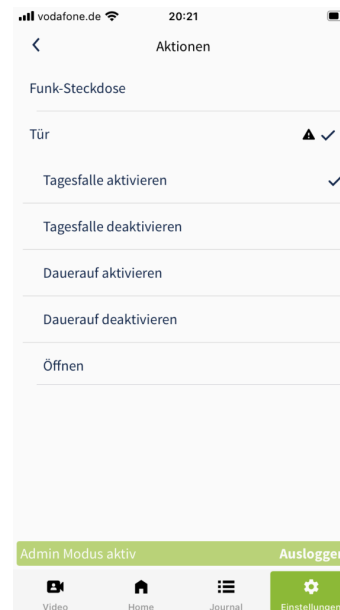 vodafone.de 20:21
Aktionen
Funk-Steckdose
Tür
Tagesfalle aktivieren
Tagesfalle deaktivieren
Dauerauf aktivieren
Dauerauf deaktivieren
Öffnen
Admin Modus aktiv Ausloggen
Video Home Journal Einstellungen